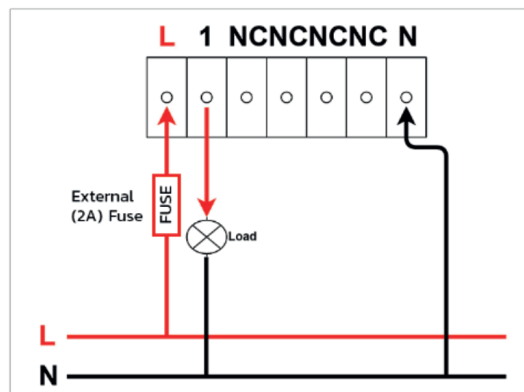 L 1 NCNCNCNC N
External
(2A) Fuse
FUSE
Load
L
N